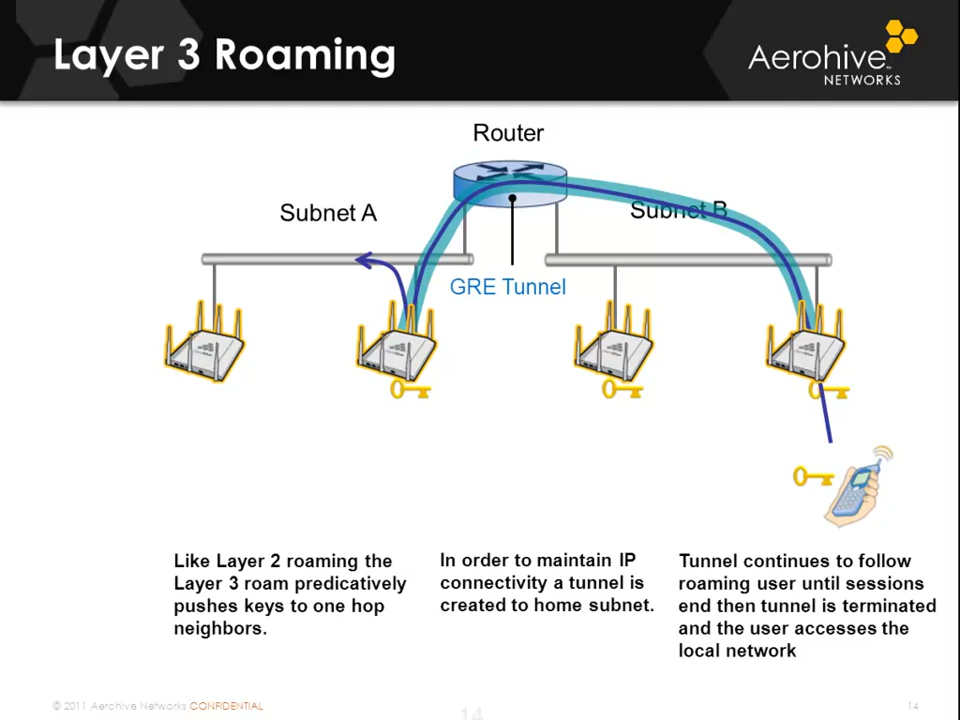 Layer 3 Roaming
Aerohive™
NETWORKS
Router
Subnet A
Subnet B
GRE Tunnel
Like Layer 2 roaming the
Layer 3 roam predicatively
pushes keys to one hop
neighbors.
In order to maintain IP
connectivity a tunnel is
created to home subnet.
Tunnel continues to follow
roaming user until sessions
end then tunnel is terminated
and the user accesses the
local network
© 2011 Aerohive Networks CONFIDENTIAL
14
14